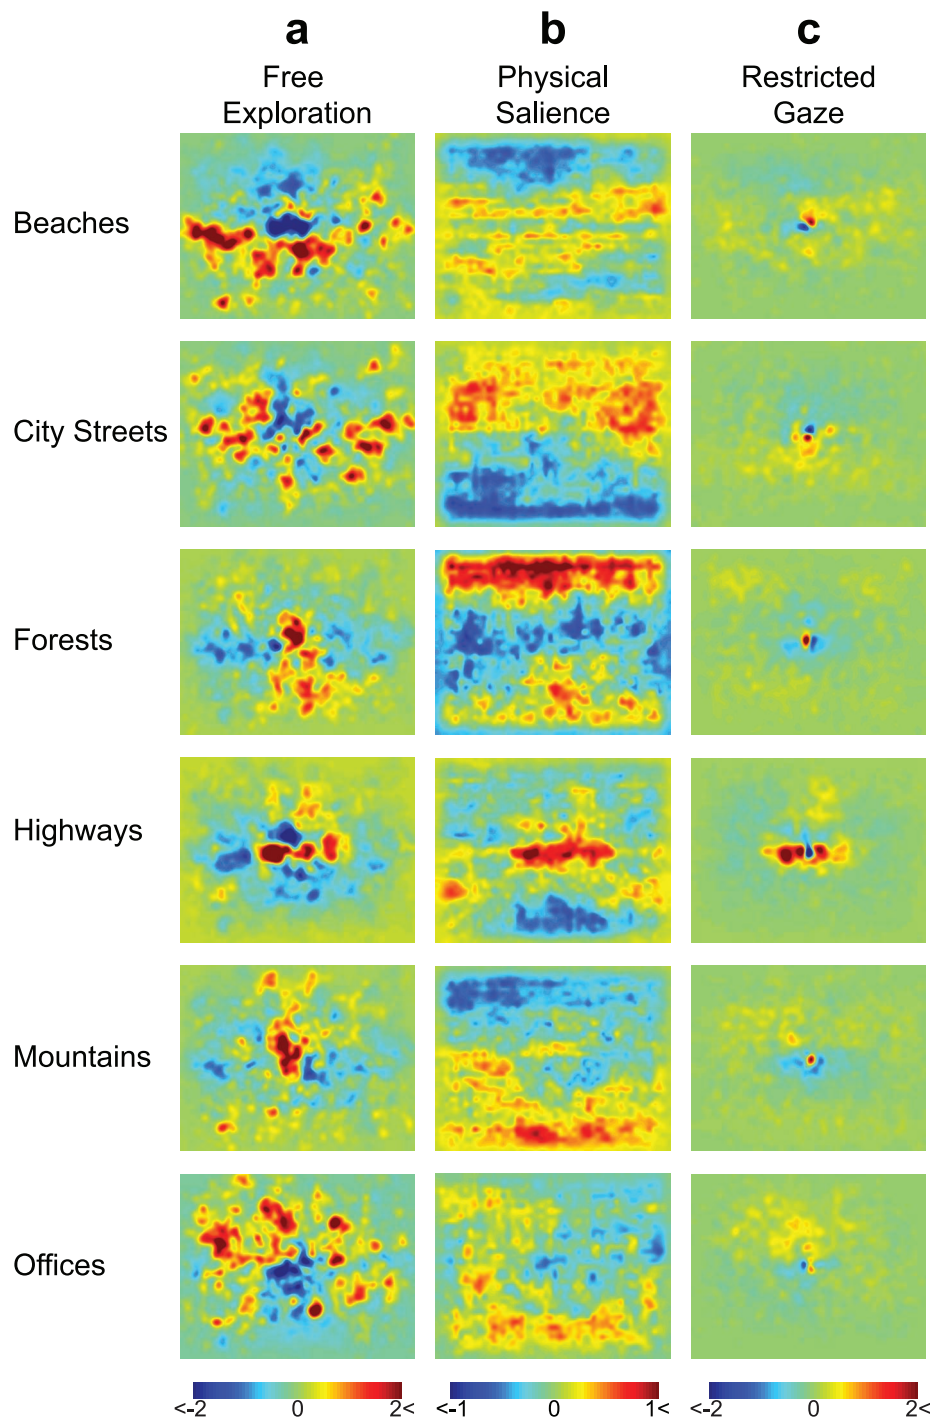 a
b
c
Free
Exploration
Physical
Salience
Restricted
Gaze
Beaches
City Streets
Forests
Highways
Mountains
Offices
<-2 0 2<
<-1 0 1<
<-2 0 2<